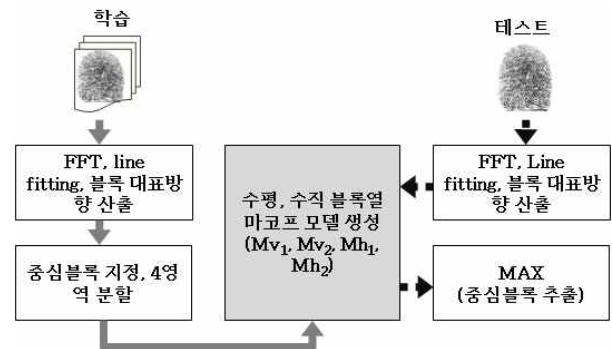 학습
테스트
FFT, line
fitting, 블록 대표방
향 산출
중심블록 지정, 4영
역 분할
수평, 수직 블록열
마코프 모델 생성
(Mv₁, Mv₂, Mh₁,
Mh₂)
FFT, Line
fitting, 블록 대표방
향 산출
MAX
(중심블록 추출)